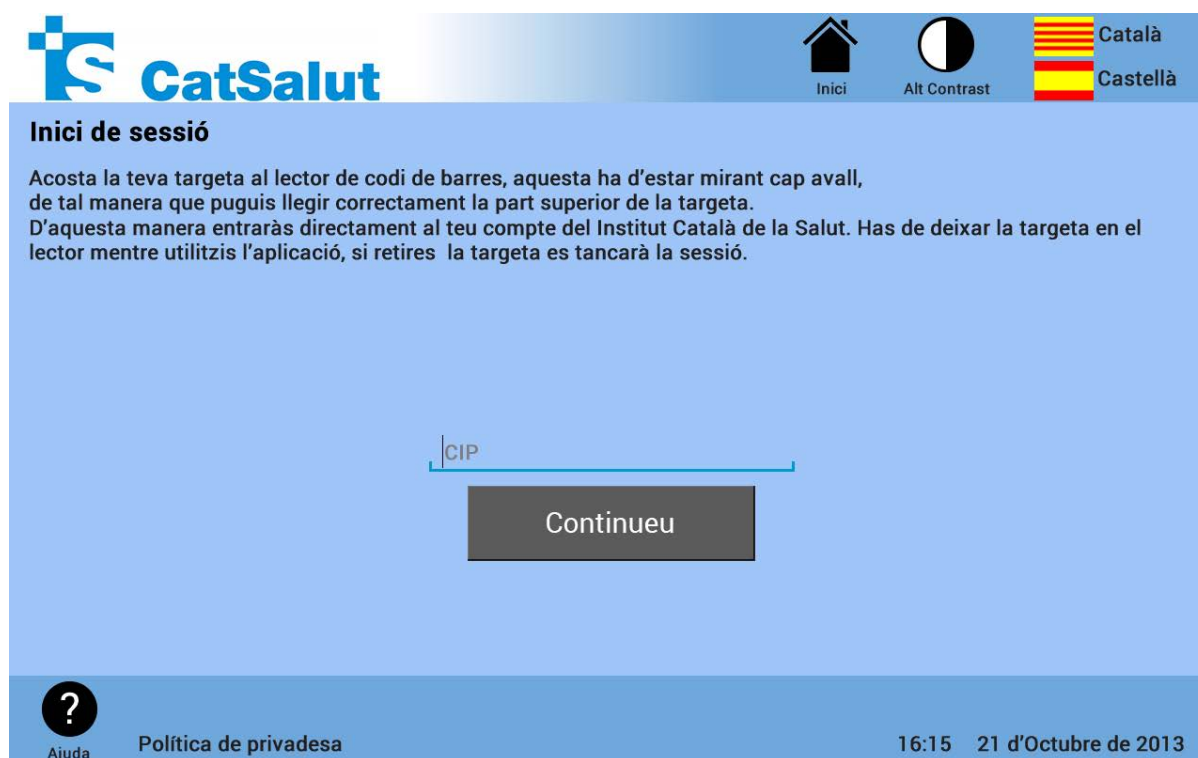 CatSalut
Inici
Alt Contrast
Català
Castellà
Inici de sessió
Acosta la teva targeta al lector de codi de barres, aquesta ha d'estar mirant cap avall,
de tal manera que puguis llegir correctament la part superior de la targeta.
D'aquesta manera entraràs directament al teu compte del Institut Català de la Salut. Has de deixar la targeta en el
lector mentre utilitzis l'aplicació, si retires  la targeta es tancarà la sessió.
CIP
Continueu
?
Ajuda
Política de privadesa
16:15 21 d'Octubre de 2013